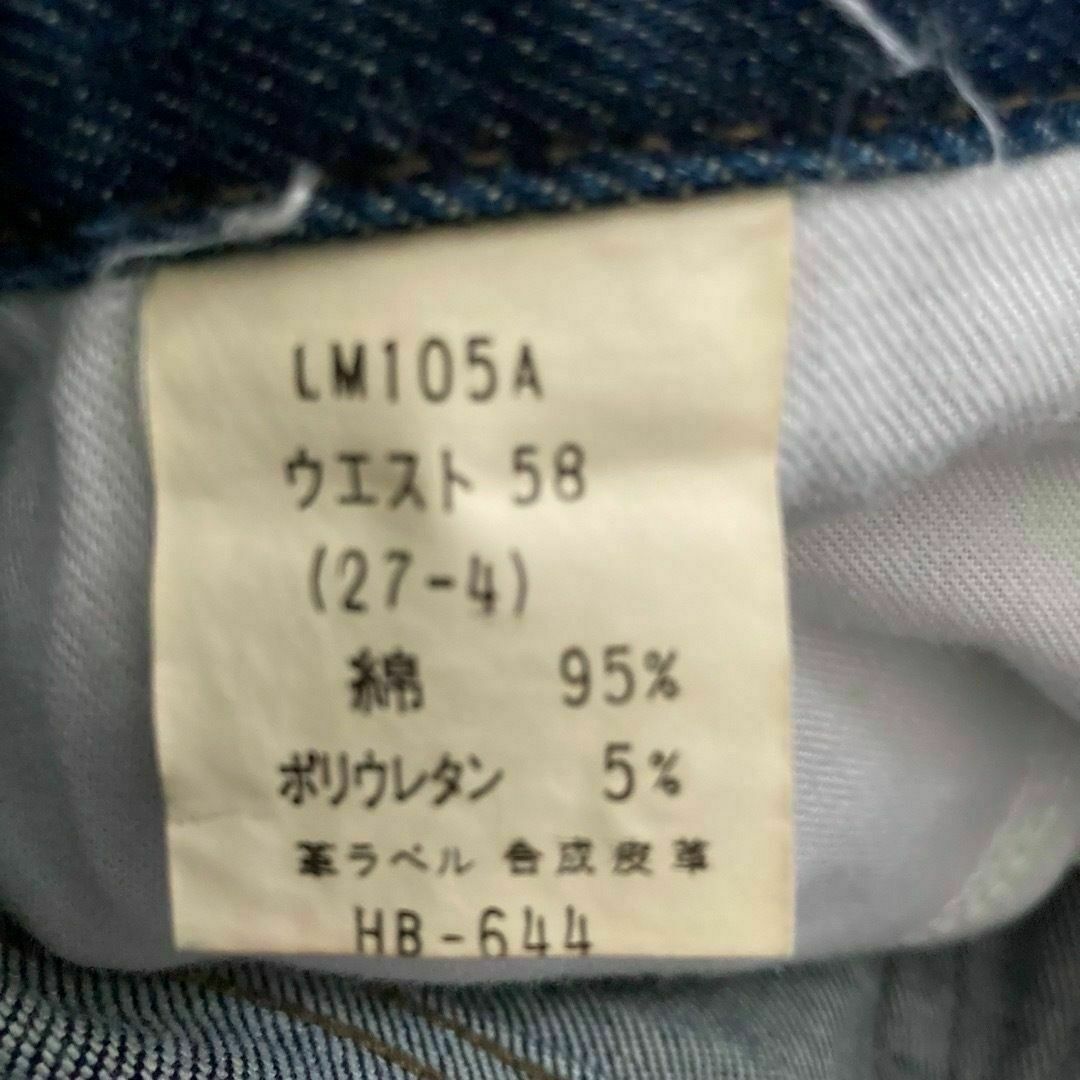 LM105A
ウエスト 58
(27-4)
綿 95%
ポリウレタン 5%
革ラベル 合成皮革
HB-644